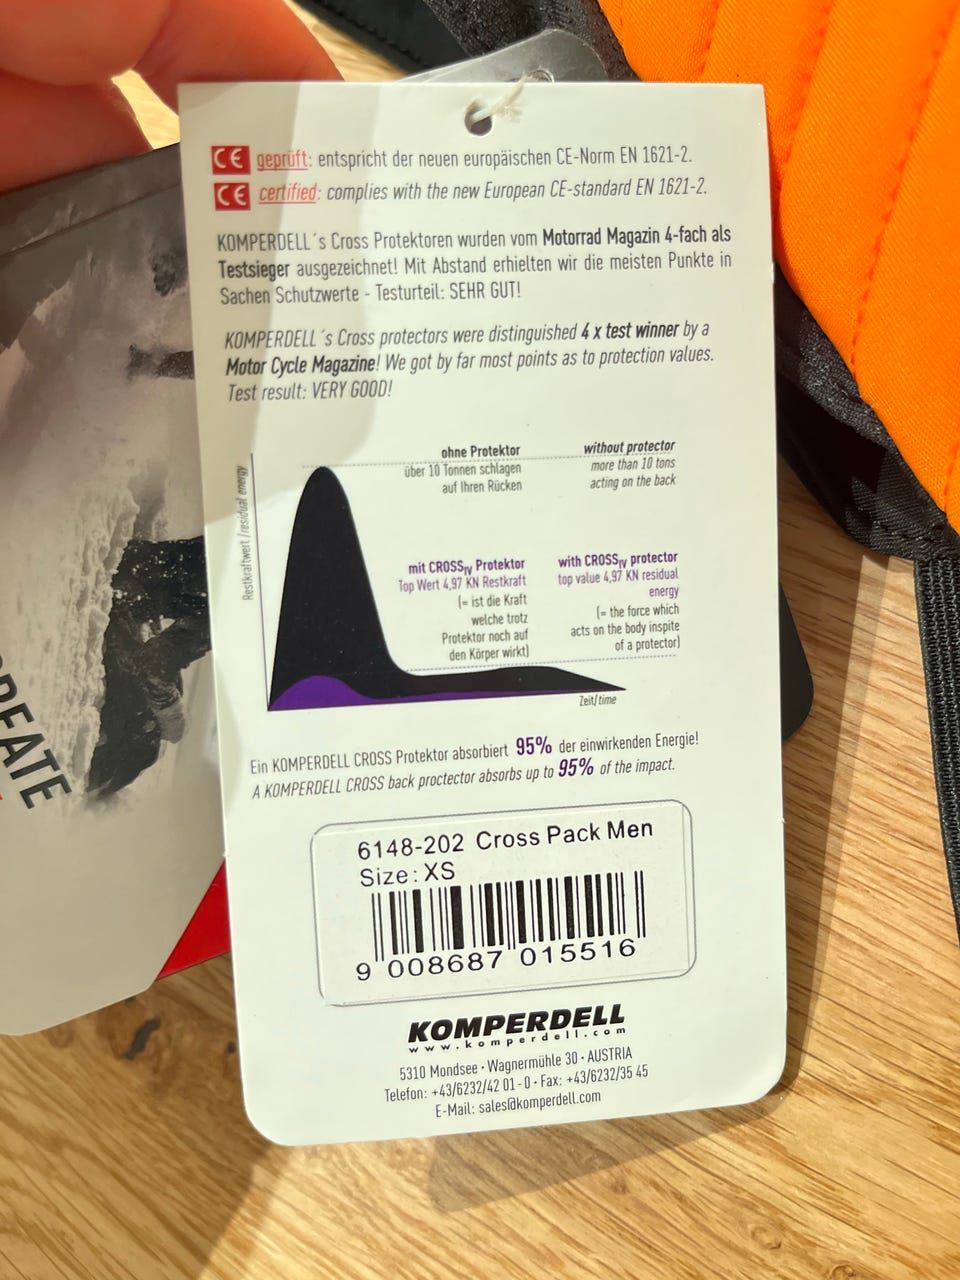 CE geprüft: entspricht der neuen europäischen CE-Norm EN 1621-2.
CE certified: complies with the new European CE-standard EN 1621-2.
KOMPERDELL´s Cross Protektoren wurden vom Motorrad Magazin 4-fach als
Testsieger ausgezeichnet! Mit Abstand erhielten wir die meisten Punkte in
Sachen Schutzwerte - Testurteil: SEHR GUT!
KOMPERDELL´s Cross protectors were distinguished 4 x test winner by a
Motor Cycle Magazine! We got by far most points as to protection values.
Test result: VERY GOOD!
Restkraftwert/residual energy
ohne Protektor
über 10 Tonnen schlagen
auf Ihren Rücken
without protector
more than 10 tons
acting on the back
mit CROSSIV Protektor
Top Wert 4,97 KN Restkraft
(= ist die Kraft
welche trotz
Protektor noch auf
den Körper wirkt)
with CROSSIV protector
top value 4,97 KN residual
energy
(= the force which
acts on the body inspite
of a protector)
Zeit/time
Ein KOMPERDELL CROSS Protektor absorbiert 95% der einwirkenden Energie!
A KOMPERDELL CROSS back proctector absorbs up to 95% of the impact.
6148-202 Cross Pack Men
Size: XS
9 008687 015516
KOMPERDELL
www.komperdell.com
5310 Mondsee · Wagnermühle 30 · AUSTRIA
Telefon: +43/6232/42 01-0 · Fax: +43/6232/35 45
E-Mail: sales@komperdell.com